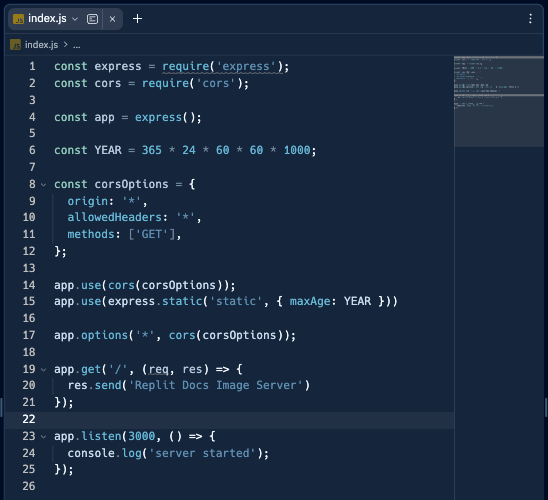 JS index.js
JS index.js > ...
1 const express = require('express');
2 const cors = require('cors');
3
4 const app = express();
5
6 const YEAR = 365 * 24 * 60 * 60 * 1000;
7
8 const corsOptions = {
9   origin: '*',
10   allowedHeaders: '*',
11   methods: ['GET'],
12 };
13
14 app.use(cors(corsOptions));
15 app.use(express.static('static', { maxAge: YEAR }))
16
17 app.options('*', cors(corsOptions));
18
19 app.get('/', (req, res) => {
20   res.send('Replit Docs Image Server')
21 });
22
23 app.listen(3000, () => {
24   console.log('server started');
25 });
26